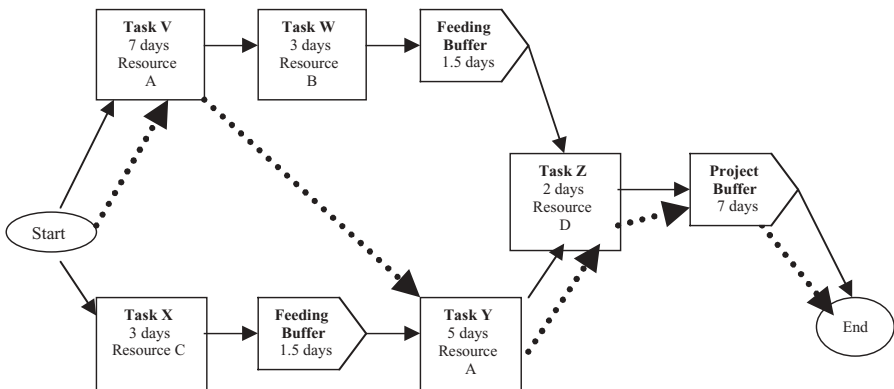 Task V
7 days
Resource
A
Task W
3 days
Resource
B
Feeding
Buffer
1.5 days
Task Z
2 days
Resource
D
Project
Buffer
7 days
Start
Task X
3 days
Resource C
Feeding
Buffer
1.5 days
Task Y
5 days
Resource
A
End